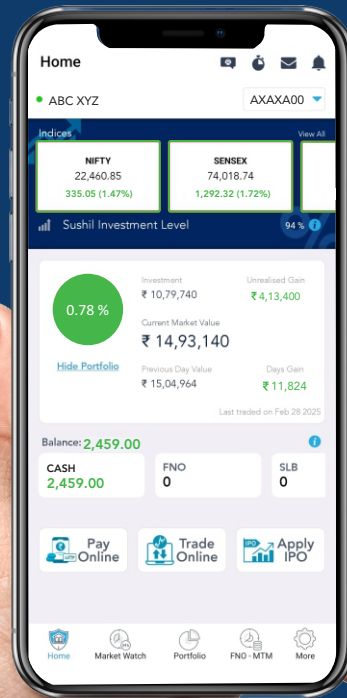 Home
ABC XYZ
AXAXA00
Indices
View All
NIFTY
22,460.85
335.05 (1.47%)
SENSEX
74,018.74
1,292.32 (1.72%)
Sushil Investment Level
94 %
0.78 %
Hide Portfolio
Investment
₹ 10,79,740
Unrealised Gain
₹ 4,13,400
Current Market Value
₹ 14,93,140
Previous Day Value
₹ 15,04,964
Days Gain
₹ 11,824
Last traded on Feb 28 2025
Balance: 2,459.00
CASH
2,459.00
FNO
0
SLB
0
Pay
Online
Trade
Online
IPO
Apply
IPO
Home
Market Watch
Portfolio
FNO - MTM
More